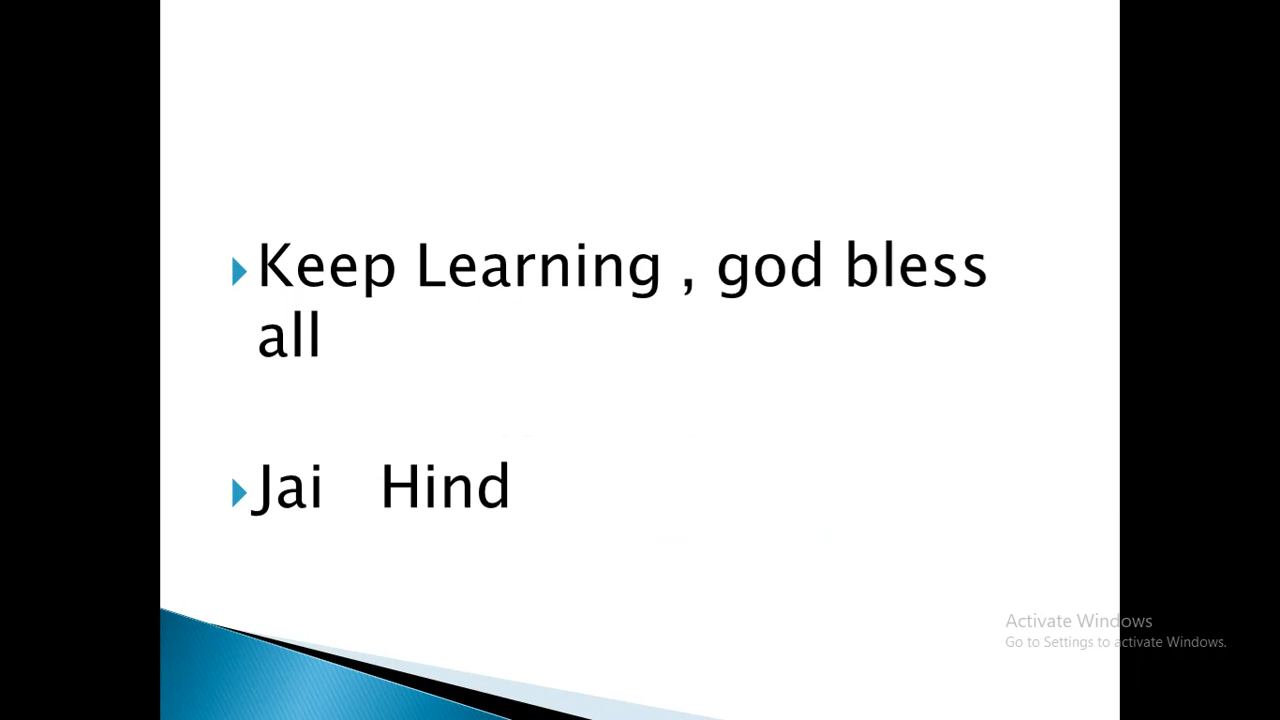 Keep Learning , god bless
all
Jai Hind
Activate Windows
Go to Settings to activate Windows.